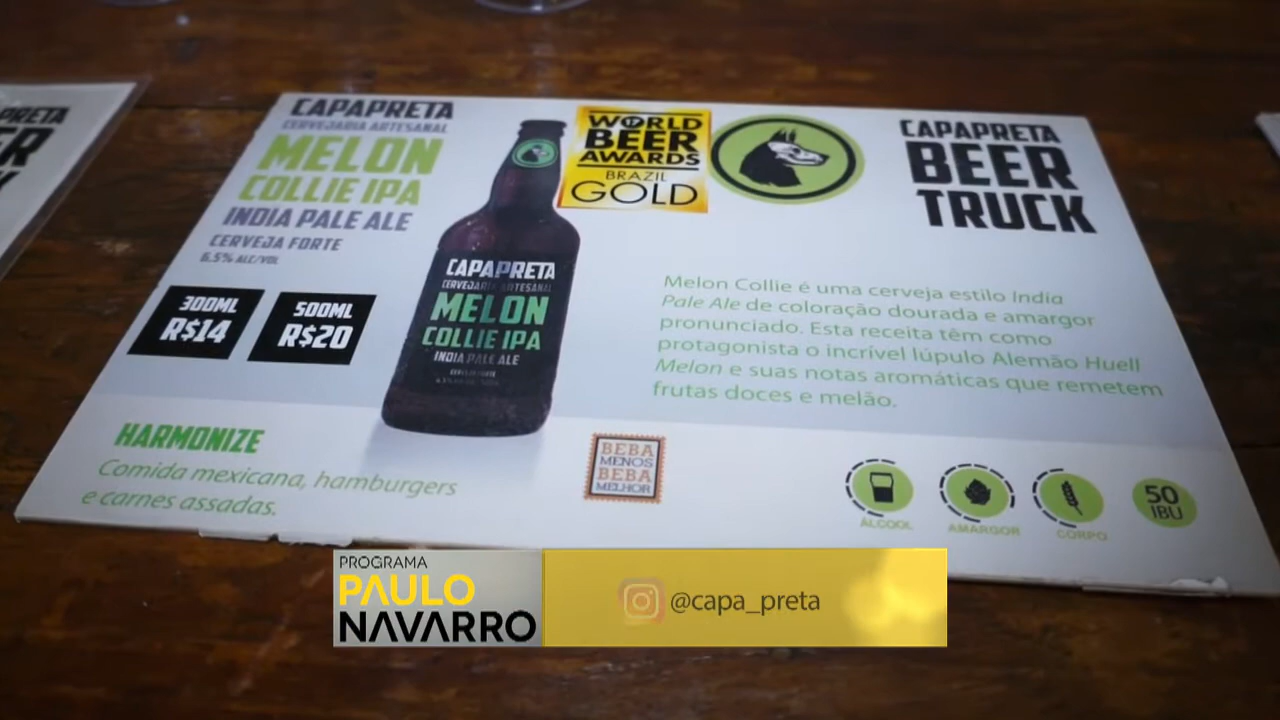 CAPAPRETA
CERVEJARIA ARTESANAL
MELON
COLLIE IPA
INDIA PALE ALE
CERVEJA FORTE
6.5% ALC/VOL
300ML
R$14
500ML
R$20
HARMONIZE
Comida mexicana, hamburgers
e carnes assadas.
CAPAPRETA
CERVEJARIA ARTESANAL
MELON
COLLIE IPA
INDIA PALE ALE
CERVEJA FORTE
WORLD
17
BEER
AWARDS
BRAZIL
GOLD
CAPAPRETA
BEER
TRUCK
Melon Collie é uma cerveja estilo India
Pale Ale de coloração dourada e amargor
pronunciado. Esta receita têm como
protagonista o incrível lúpulo Alemão Huell
Melon e suas notas aromáticas que remetem
frutas doces e melão.
BEBA
MENOS
BEBA
MELHOR
ÁLCOOL
AMARGOR
CORPO
50
IBU
PROGRAMA
PAULO
NAVARRO
@capa_preta